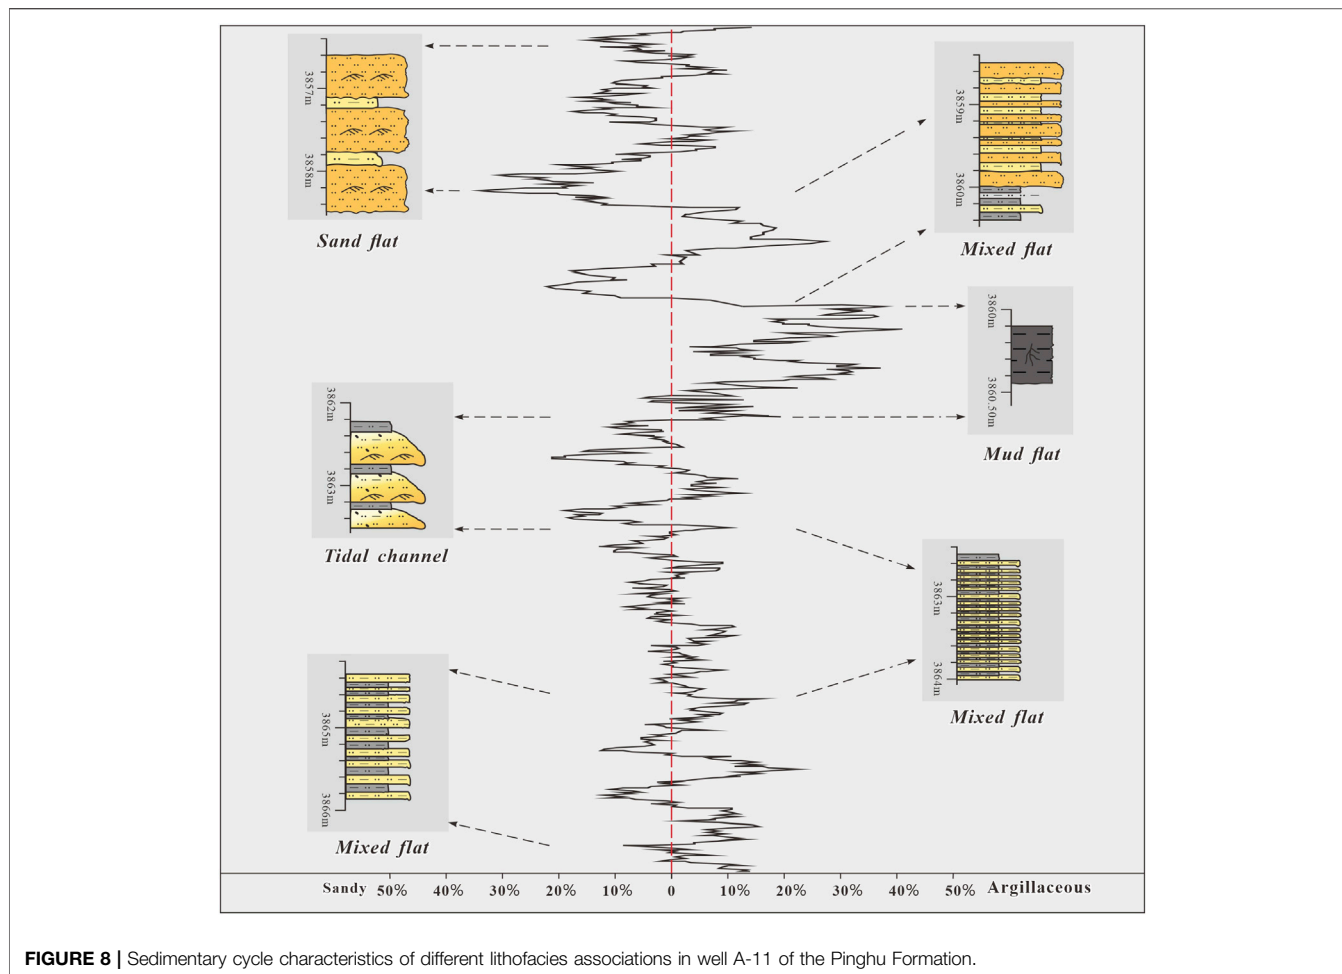 3857m
3858m
Sand flat
3859m
3860m
Mixed flat
3860m
3860.50m
Mud flat
3862m
3863m
Tidal channel
3863m
3864m
Mixed flat
3865m
3866m
Mixed flat
Sandy 50% 40% 30% 20% 10% 0 10% 20% 30% 40% 50% Argillaceous
FIGURE 8 | Sedimentary cycle characteristics of different lithofacies associations in well A-11 of the Pinghu Formation.